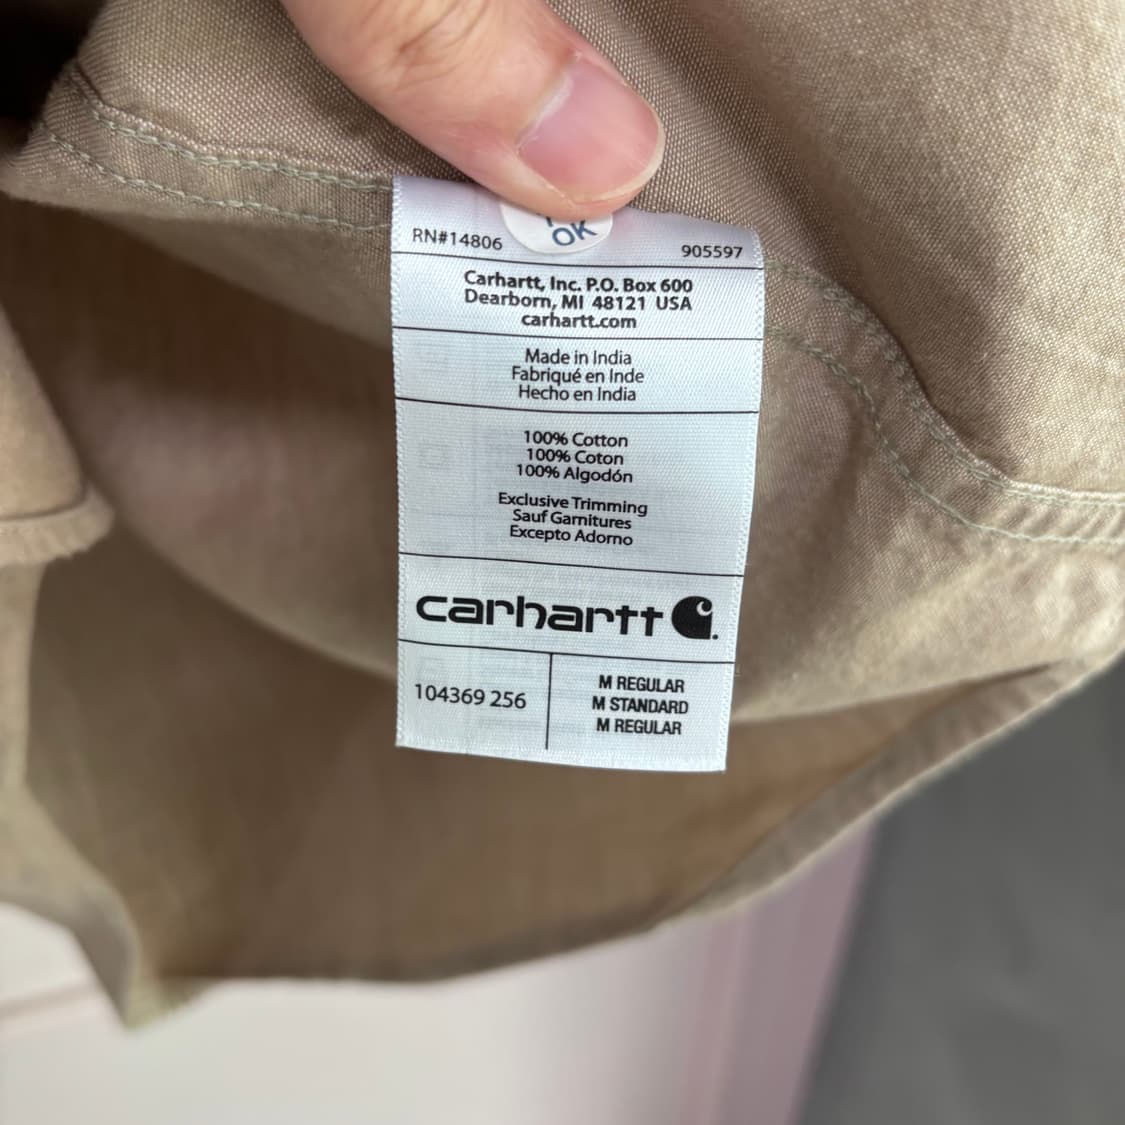 OK
RN#14806
905597
Carhartt, Inc. P.O. Box 600
Dearborn, MI 48121 USA
carhartt.com
Made in India
Fabriqué en Inde
Hecho en India
100% Cotton
100% Coton
100% Algodón
Exclusive Trimming
Sauf Garnitures
Excepto Adorno
carhartt
104369 256
M REGULAR
M STANDARD
M REGULAR